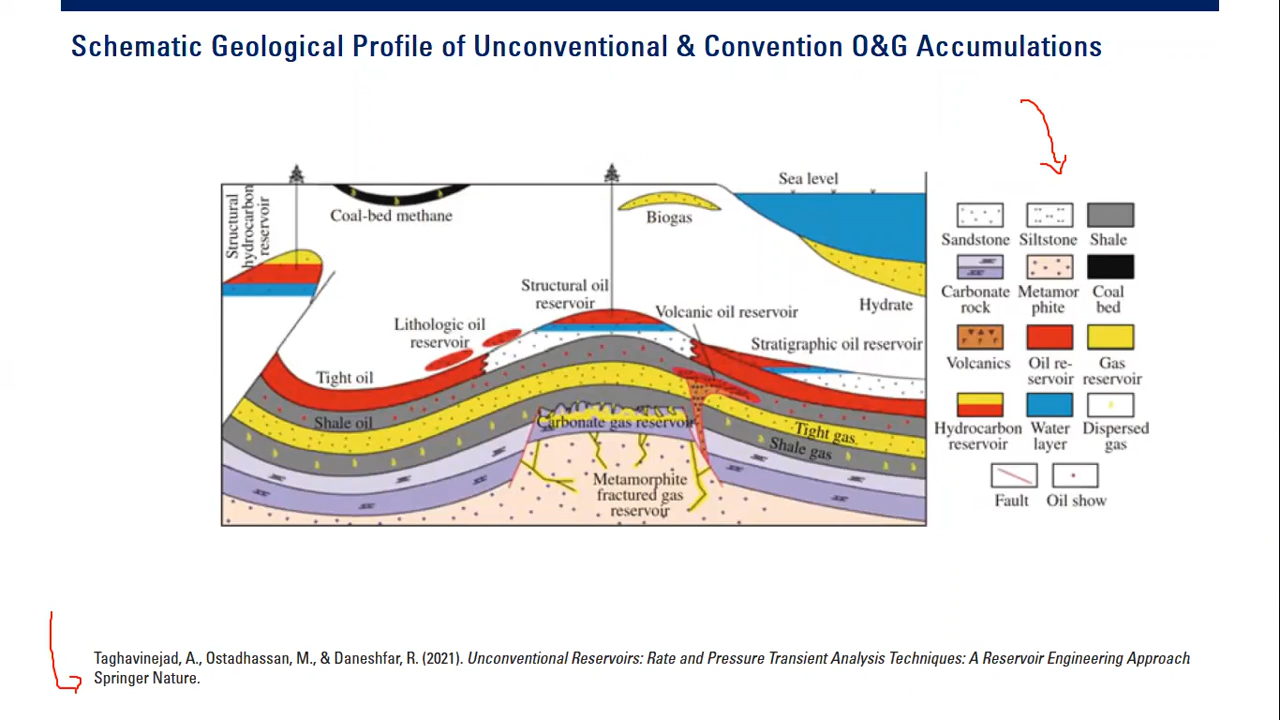 Schematic Geological Profile of Unconventional & Convention O&G Accumulations
Structural
hydrocarbon
reservoir
Coal-bed methane
Biogas
Sea level
Hydrate
Structural oil
reservoir
Volcanic oil reservoir
Lithologic oil
reservoir
Stratigraphic oil reservoir
Tight oil
Shale oil
Carbonate gas reservoir
Tight gas
Shale gas
Metamorphite
fractured gas
reservoir
Sandstone Siltstone Shale
Carbonate Metamor Coal
rock phite bed
Volcanics Oil re- Gas
servoir reservoir
Hydrocarbon Water Dispersed
reservoir layer gas
Fault Oil show
Taghavinejad, A., Ostadhassan, M., & Daneshfar, R. (2021). Unconventional Reservoirs: Rate and Pressure Transient Analysis Techniques: A Reservoir Engineering Approach
Springer Nature.